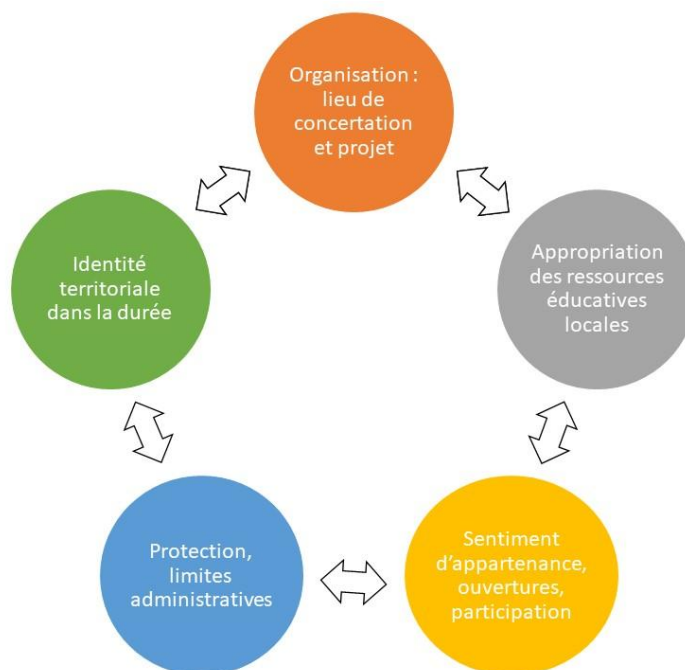 Organisation :
lieu de
concertation
et projet
Appropriation
des ressources
éducatives
locales
Sentiment
d'appartenance,
ouvertures,
participation
Protection,
limites
administratives
Identité
territoriale
dans la durée